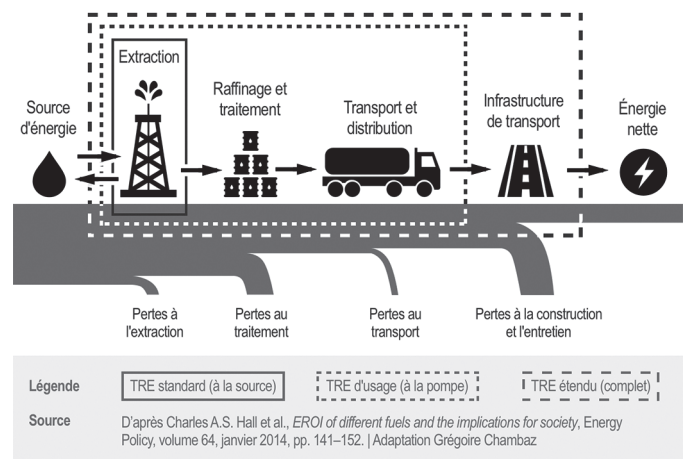 Extraction
Raffinage et
traitement
Source
d'énergie
Transport et
distribution
Infrastructure
de transport
Énergie
nette
Pertes à
l'extraction
Pertes au
traitement
Pertes au
transport
Pertes à la construction
et l'entretien
Légende
TRE standard (à la source)
TRE d'usage (à la pompe)
TRE étendu (complet)
Source
D'après Charles A.S. Hall et al., EROI of different fuels and the implications for society, Energy
Policy, volume 64, janvier 2014, pp. 141–152. | Adaptation Grégoire Chambaz